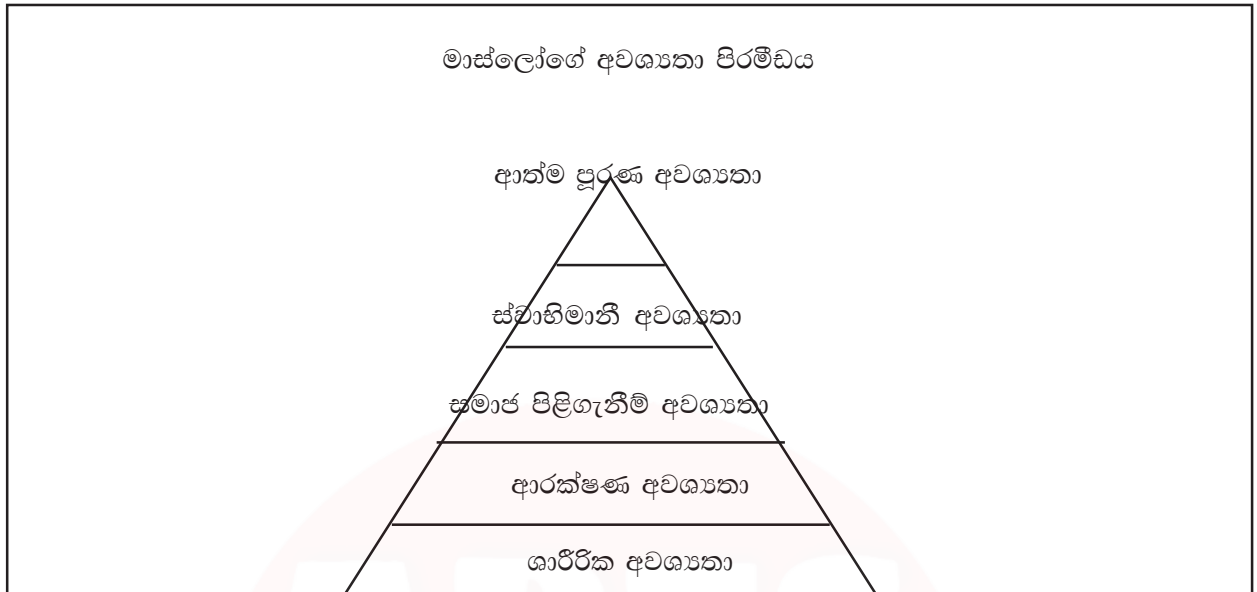 මාස්ලෝගේ අවශ්‍යතා පිරමීඩය
ආත්ම පූරණ අවශ්‍යතා
ස්වාභිමානී අවශ්‍යතා
සමාජ පිළිගැනීම් අවශ්‍යතා
ආරක්ෂණ අවශ්‍යතා
ශාරීරික අවශ්‍යතා